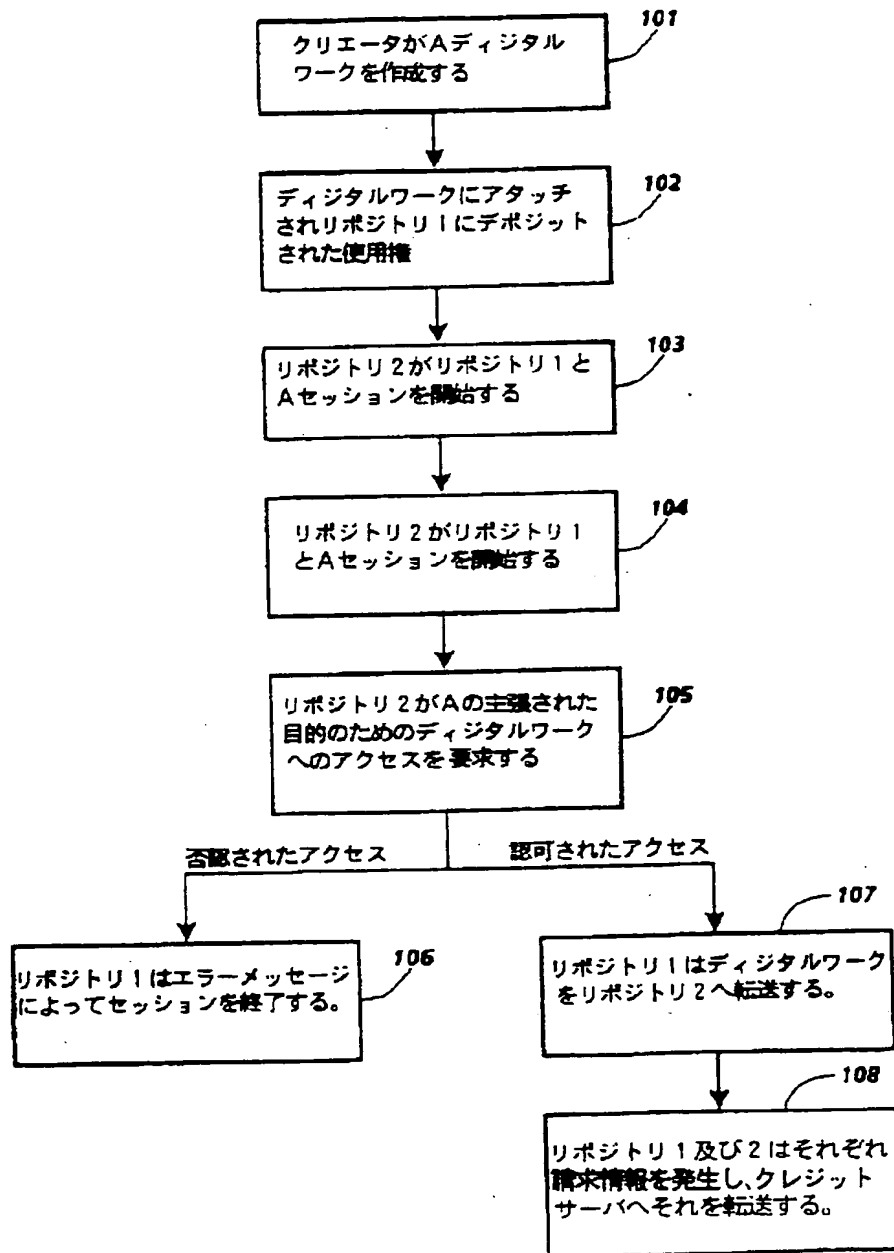 101
クリエータがAディジタル
ワークを作成する
102
ディジタルワークにアタッチ
されリポジトリ1にデポジット
された使用権
103
リポジトリ2がリポジトリ1と
Aセッションを開始する
104
リポジトリ2がリポジトリ1
とAセッションを開始する
105
リポジトリ2がAの主張された
目的のためのディジタルワーク
へのアクセスを要求する
否認されたアクセス
認可されたアクセス
106
リポジトリ1はエラーメッセージ
によってセッションを終了する。
107
リポジトリ1はディジタルワーク
をリポジトリ2へ転送する。
108
リポジトリ1及び2はそれぞれ
請求情報を発生し、クレジット
サーバへそれを転送する。